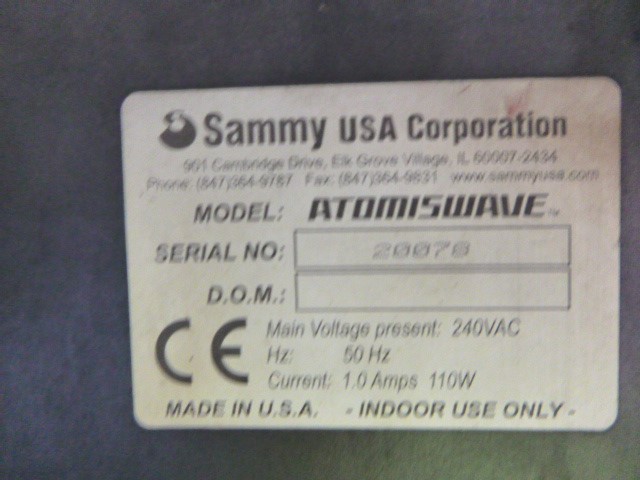 Sammy USA Corporation
901 Cambridge Drive, Elk Grove Village, IL 60007-2434
Phone: (847)364-9787 Fax: (847)364-9831 www.sammyusa.com
MODEL: ATOMISWAVE™
SERIAL NO: 20078
D.O.M.:
CE Main Voltage present: 240VAC
Hz: 50 Hz
Current: 1.0 Amps 110W
MADE IN U.S.A. - INDOOR USE ONLY -